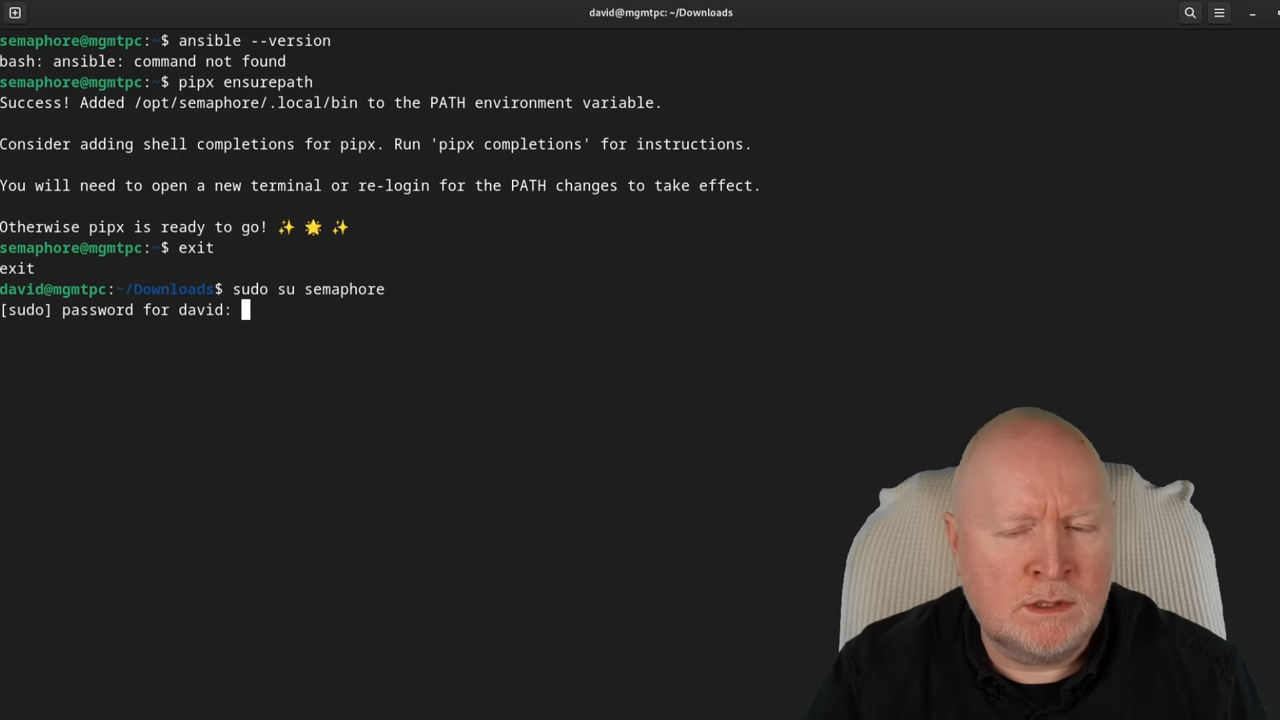 david@mgmtpc: ~/Downloads
semaphore@mgmtpc:~$ ansible --version
bash: ansible: command not found
semaphore@mgmtpc:~$ pipx ensurepath
Success! Added /opt/semaphore/.local/bin to the PATH environment variable.
Consider adding shell completions for pipx. Run 'pipx completions' for instructions.
You will need to open a new terminal or re-login for the PATH changes to take effect.
Otherwise pipx is ready to go! ✨ 🌟 ✨
semaphore@mgmtpc:~$ exit
exit
david@mgmtpc:~/Downloads$ sudo su semaphore
[sudo] password for david: